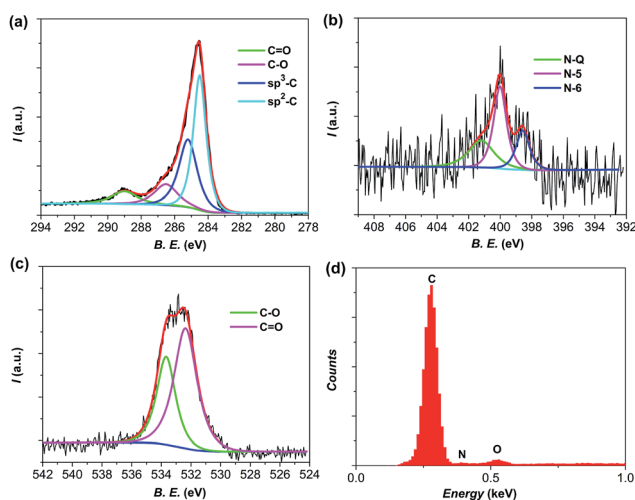 (a)
C=O
C-O
sp³-C
sp²-C
I (a.u.)
294 292 290 288 286 284 282 280 278
B. E. (eV)
(b)
N-Q
N-5
N-6
I (a.u.)
408 406 404 402 400 398 396 394 392
B. E. (eV)
(c)
C-O
C=O
I (a.u.)
542 540 538 536 534 532 530 528 526 524
B. E. (eV)
(d)
C
N
O
Counts
0.0 0.5 1.0
Energy (keV)